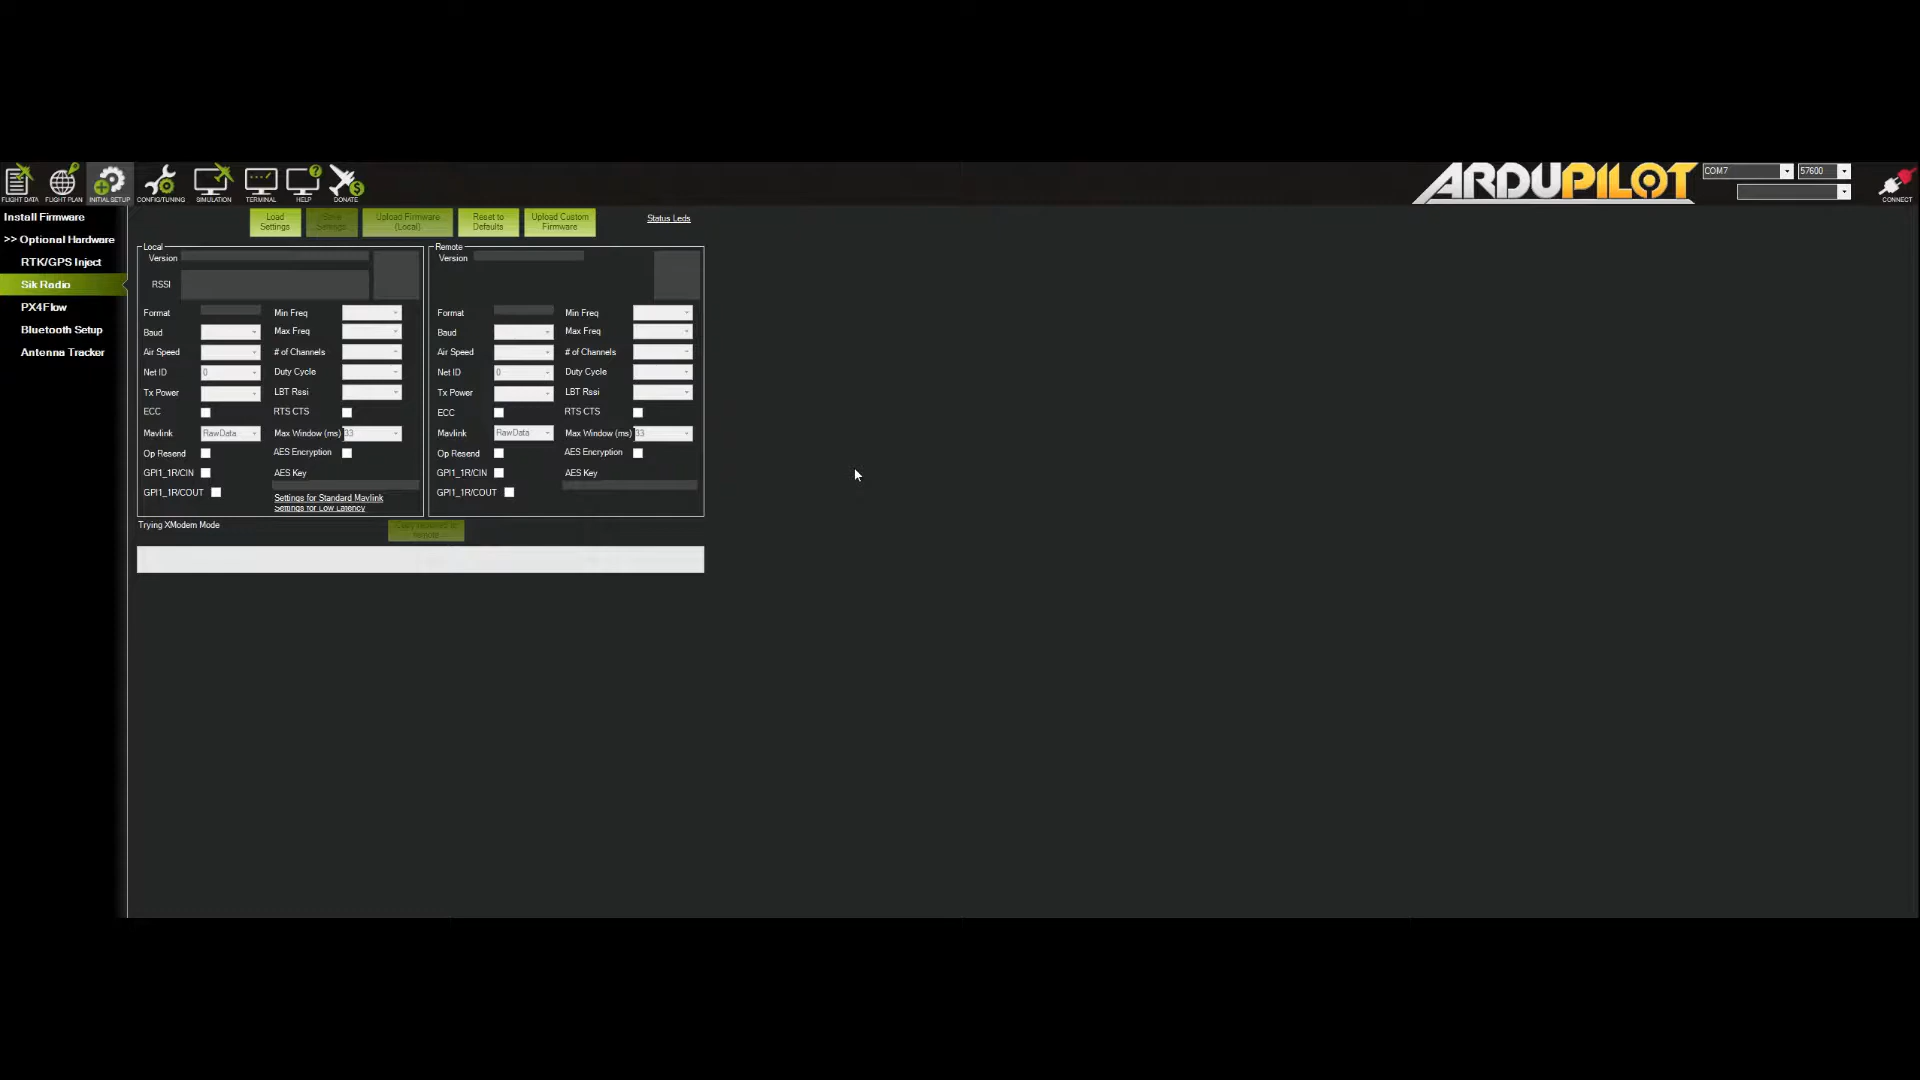 ARDUPILOT
COM7
57600
FLIGHT DATA
FLIGHT PLAN
INITIAL SETUP
CONFIG/TUNING
SIMULATION
TERMINAL
HELP
DONATE
CONNECT
Install Firmware
>> Optional Hardware
RTK/GPS Inject
Sik Radio
PX4Flow
Bluetooth Setup
Antenna Tracker
Load
Settings
Save
Settings
Upload Firmware
(Local)
Reset to
Defaults
Upload Custom
Firmware
Status Leds
Local
Version
RSSI
Format
Min Freq
Baud
Max Freq
Air Speed
# of Channels
Net ID
0
Duty Cycle
Tx Power
LBT Rssi
ECC
RTS CTS
Mavlink
RawData
Max Window (ms)
33
Op Resend
AES Encryption
GPI1_1R/CIN
AES Key
GPI1_1R/COUT
Settings for Standard Mavlink
Settings for Low Latency
Remote
Version
Format
Min Freq
Baud
Max Freq
Air Speed
# of Channels
Net ID
0
Duty Cycle
Tx Power
LBT Rssi
ECC
RTS CTS
Mavlink
RawData
Max Window (ms)
33
Op Resend
AES Encryption
GPI1_1R/CIN
AES Key
GPI1_1R/COUT
Trying XModem Mode